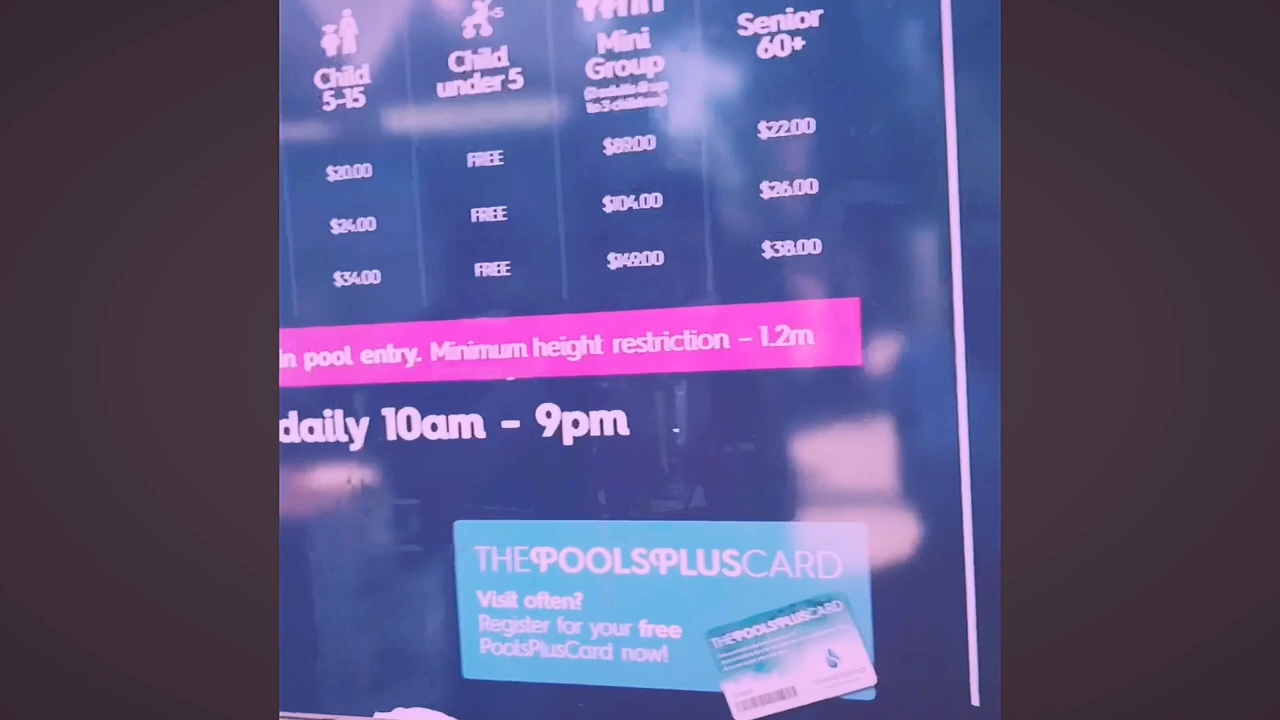 Child
5-15
Child
under 5
Mini
Group
Senior
60+
$20.00
FREE
$89.00
$22.00
$24.00
FREE
$104.00
$26.00
$34.00
FREE
$149.00
$38.00
in pool entry. Minimum height restriction – 1.2m
daily 10am – 9pm
THEPOOLSPLUSCARD
Visit often?
Register for your free
PoolsPlusCard now!
THEPOOLSPLUSCARD